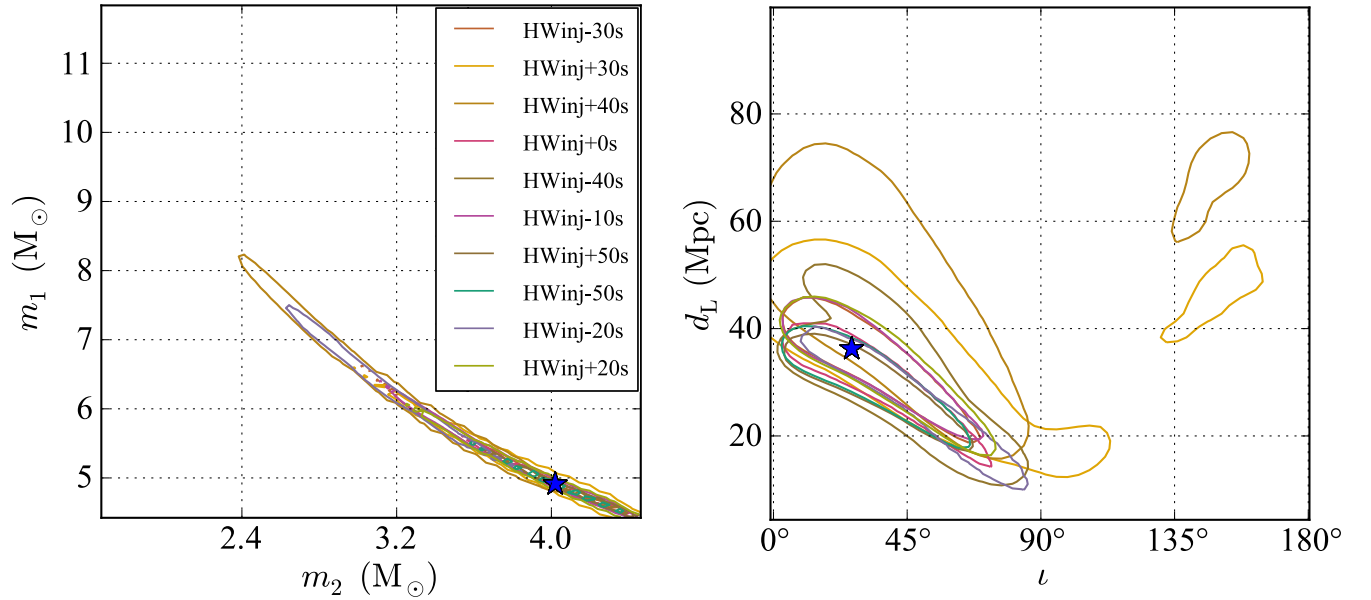 11
10
9
8
7
6
5
m₁ (M⊙)
2.4
3.2
4.0
m₂ (M⊙)
HWinj-30s
HWinj+30s
HWinj+40s
HWinj+0s
HWinj-40s
HWinj-10s
HWinj+50s
HWinj-50s
HWinj-20s
HWinj+20s
80
60
40
20
d_L (Mpc)
0° 45° 90° 135° 180°
ι